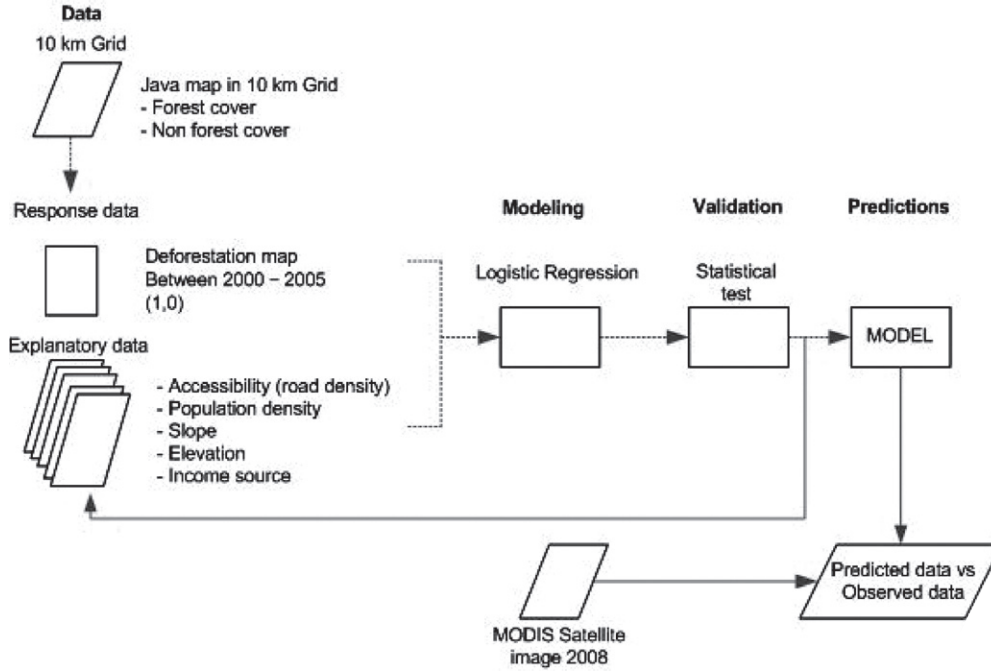 Data
10 km Grid
Java map in 10 km Grid
- Forest cover
- Non forest cover
Response data
Deforestation map
Between 2000 – 2005
(1,0)
Explanatory data
- Accessibility (road density)
- Population density
- Slope
- Elevation
- Income source
Modeling
Logistic Regression
Validation
Statistical
test
Predictions
MODEL
Predicted data vs
Observed data
MODIS Satellite
image 2008